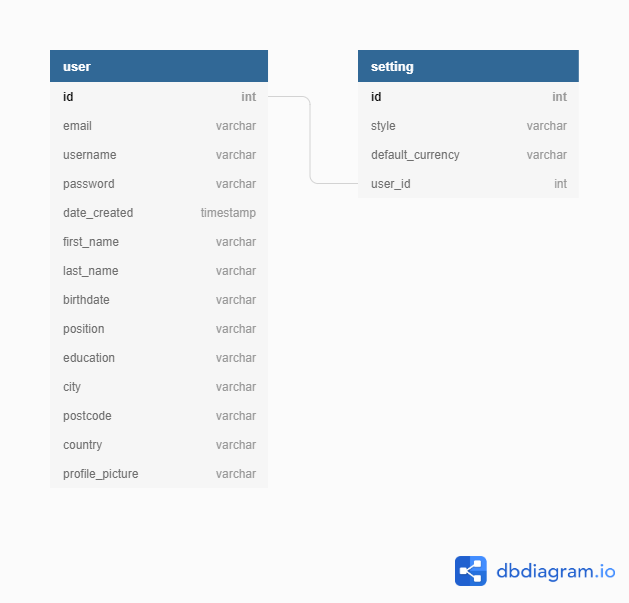 user
id int
email varchar
username varchar
password varchar
date_created timestamp
first_name varchar
last_name varchar
birthdate varchar
position varchar
education varchar
city varchar
postcode varchar
country varchar
profile_picture varchar
setting
id int
style varchar
default_currency varchar
user_id int
dbdiagram.io